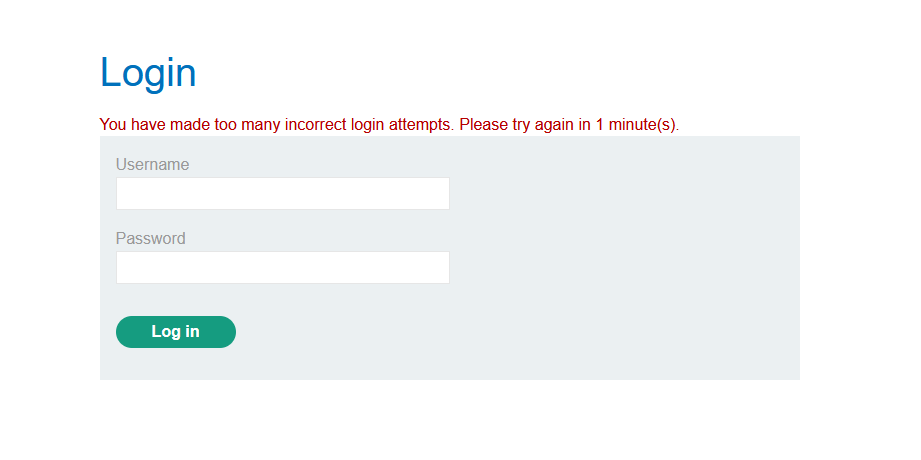 Login
You have made too many incorrect login attempts. Please try again in 1 minute(s).
Username
Password
Log in